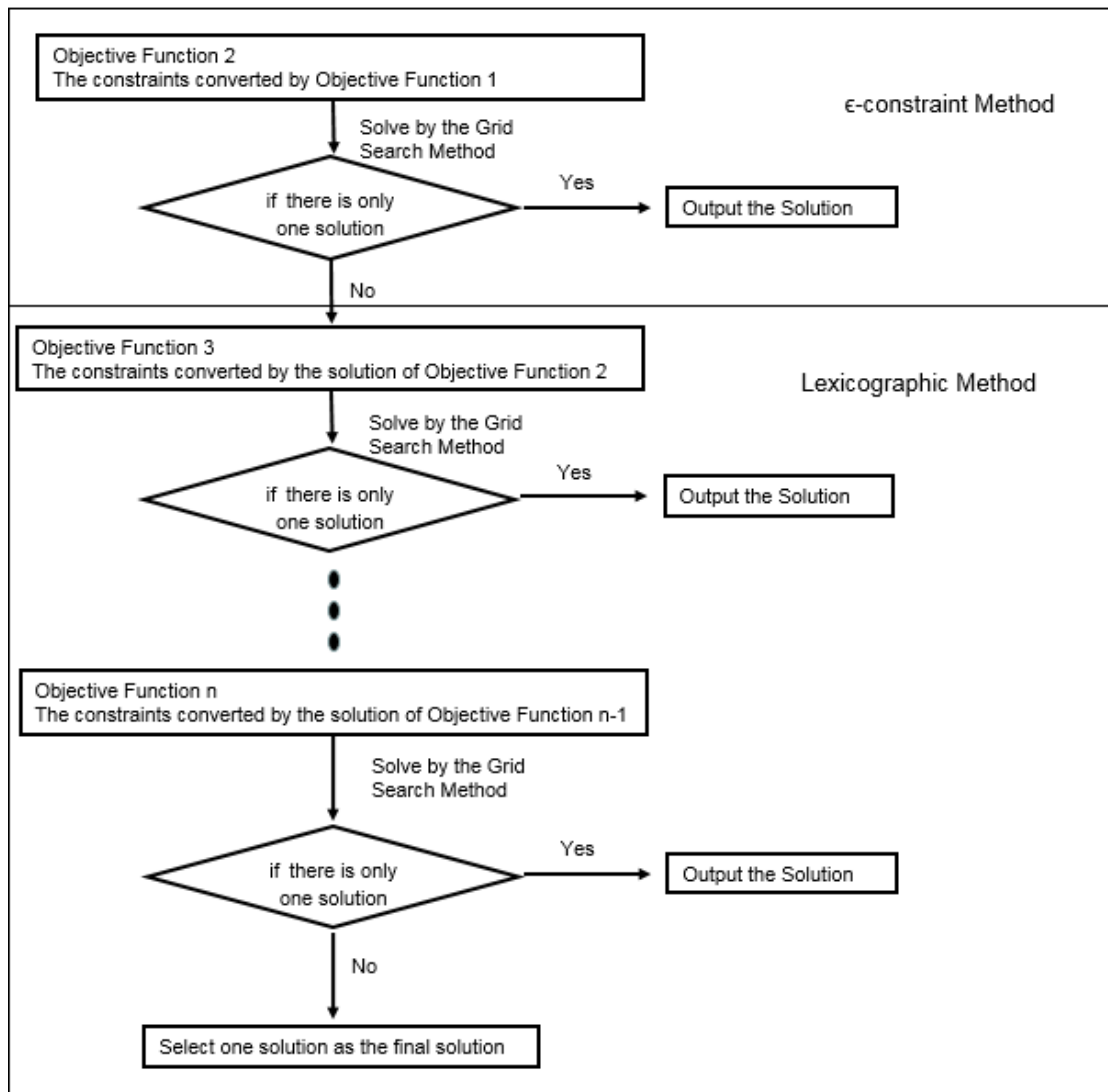 Objective Function 2
The constraints converted by Objective Function 1
ϵ-constraint Method
Solve by the Grid
Search Method
if there is only
one solution
Yes
Output the Solution
No
Objective Function 3
The constraints converted by the solution of Objective Function 2
Lexicographic Method
Solve by the Grid
Search Method
if there is only
one solution
Yes
Output the Solution
Objective Function n
The constraints converted by the solution of Objective Function n-1
Solve by the Grid
Search Method
if there is only
one solution
Yes
Output the Solution
No
Select one solution as the final solution